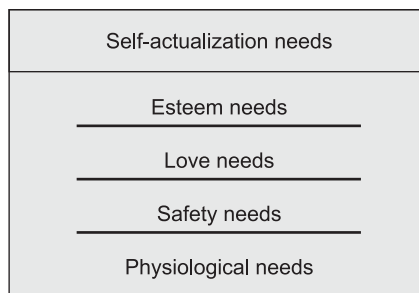 Self-actualization needs
Esteem needs
Love needs
Safety needs
Physiological needs